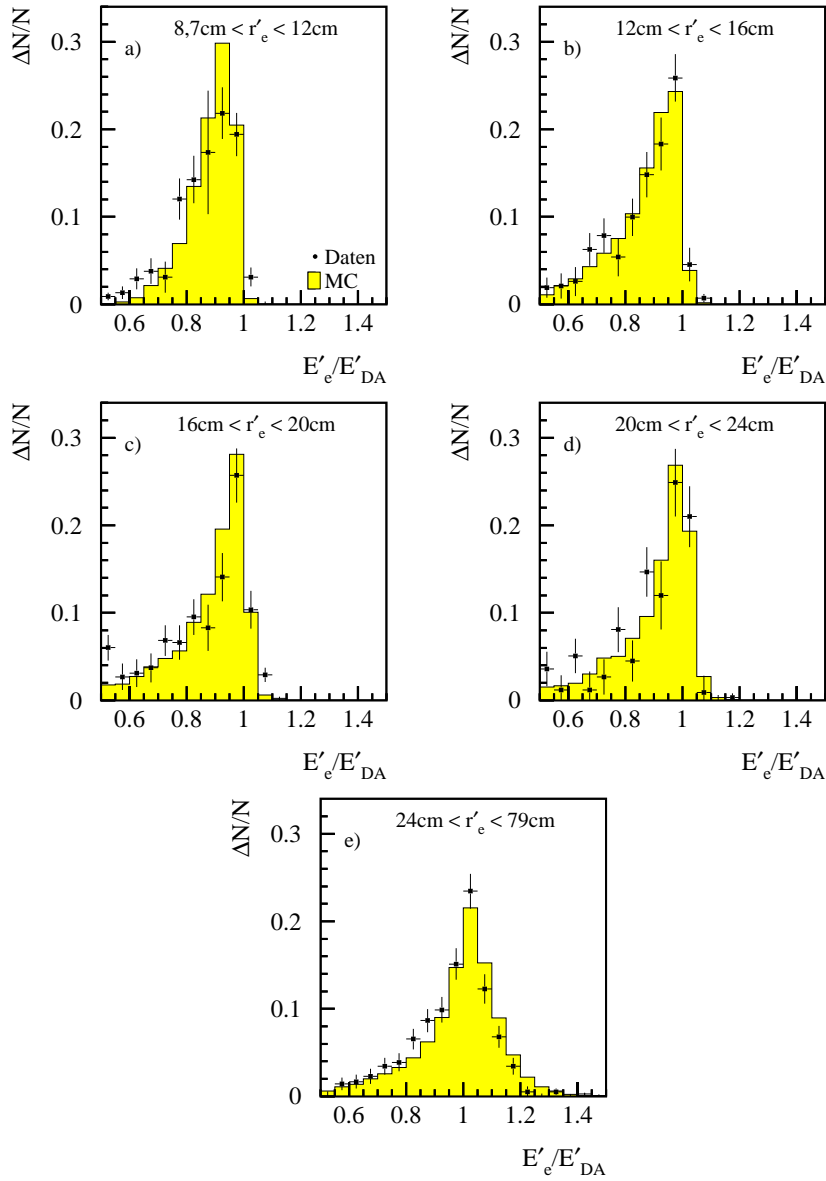 ΔN/N
a)
8,7cm < r′e < 12cm
0.3
0.2
0.1
0
Daten
MC
0.6 0.8 1 1.2 1.4
E′e/E′DA
ΔN/N
b)
12cm < r′e < 16cm
0.3
0.2
0.1
0
0.6 0.8 1 1.2 1.4
E′e/E′DA
ΔN/N
c)
16cm < r′e < 20cm
0.3
0.2
0.1
0
0.6 0.8 1 1.2 1.4
E′e/E′DA
ΔN/N
d)
20cm < r′e < 24cm
0.3
0.2
0.1
0
0.6 0.8 1 1.2 1.4
E′e/E′DA
ΔN/N
e)
24cm < r′e < 79cm
0.3
0.2
0.1
0
0.6 0.8 1 1.2 1.4
E′e/E′DA